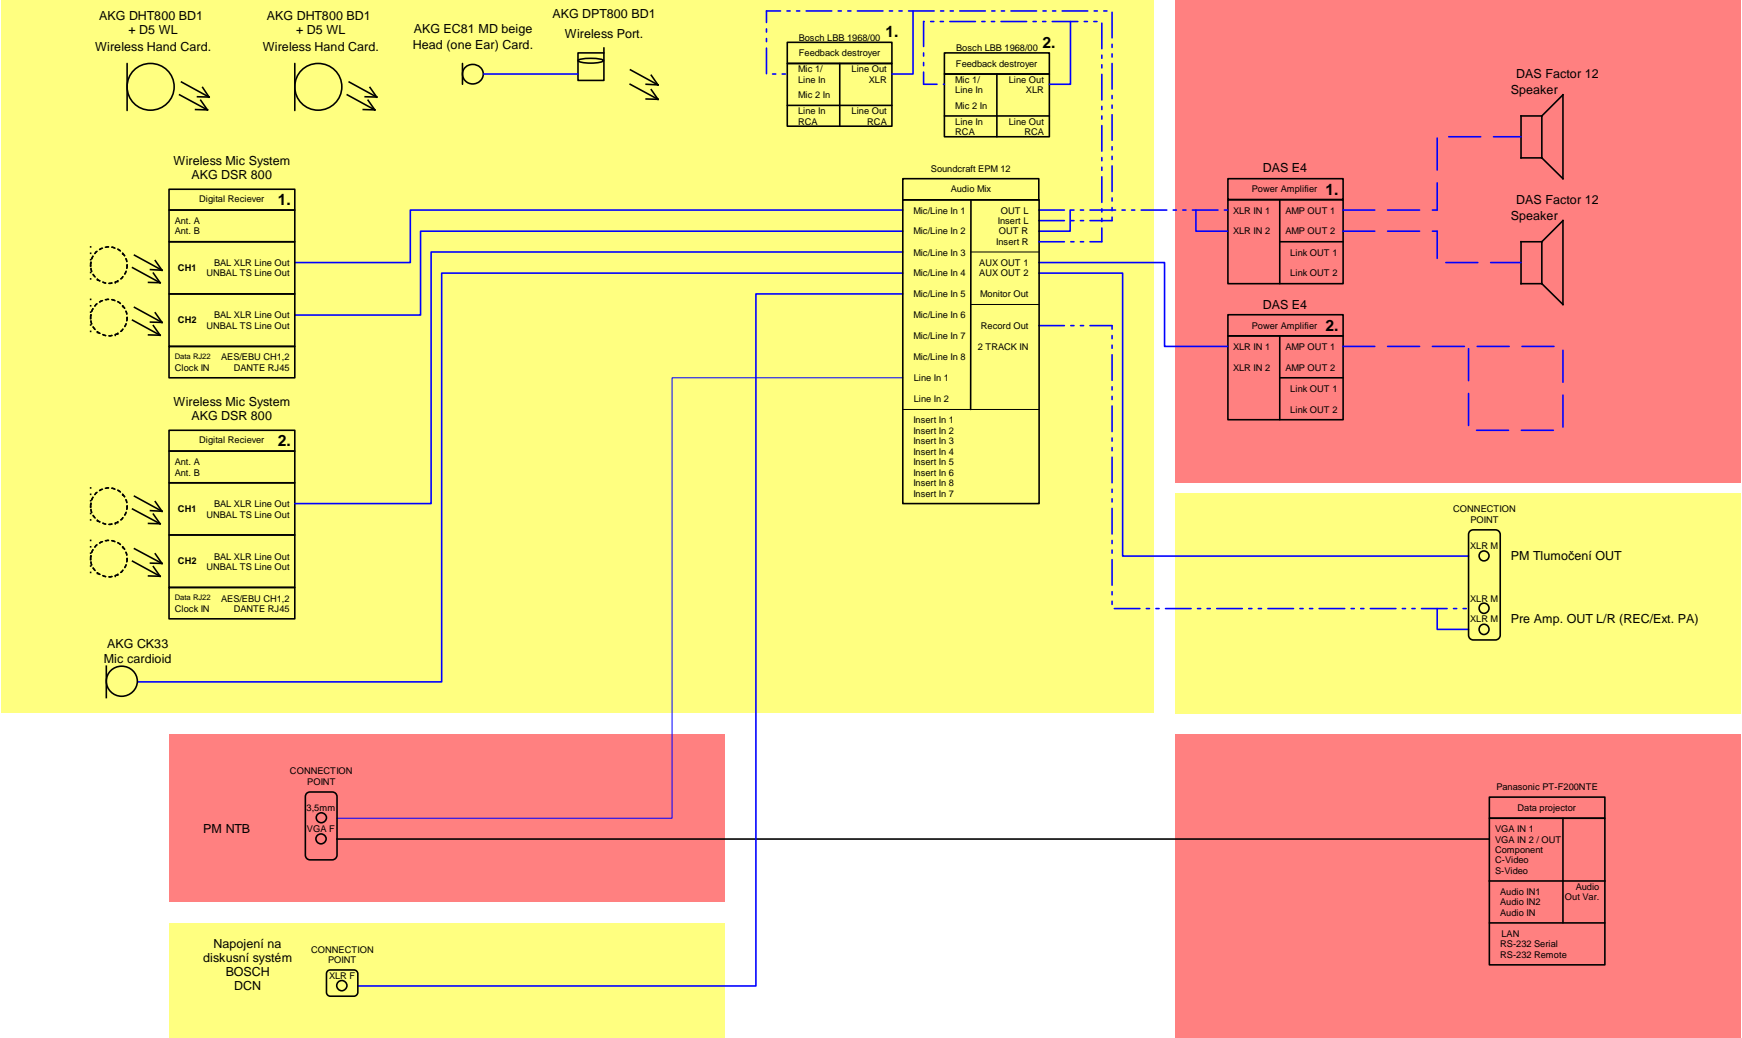 AKG DHT800 BD1
+ D5 WL
Wireless Hand Card.
AKG DHT800 BD1
+ D5 WL
Wireless Hand Card.
AKG EC81 MD beige
Head (one Ear) Card.
AKG DPT800 BD1
Wireless Port.
Bosch LBB 1968/00 1.
Feedback destroyer
Mic 1/
Line In
Line Out
XLR
Mic 2 In
Line In
RCA
Line Out
RCA
Bosch LBB 1968/00 2.
Feedback destroyer
Mic 1/
Line In
Line Out
XLR
Mic 2 In
Line In
RCA
Line Out
RCA
DAS Factor 12
Speaker
DAS Factor 12
Speaker
Wireless Mic System
AKG DSR 800
Digital Reciever 1.
Ant. A
Ant. B
CH1
BAL XLR Line Out
UNBAL TS Line Out
CH2
BAL XLR Line Out
UNBAL TS Line Out
Data RJ22 AES/EBU CH1,2
Clock IN DANTE RJ45
Wireless Mic System
AKG DSR 800
Digital Reciever 2.
Ant. A
Ant. B
CH1
BAL XLR Line Out
UNBAL TS Line Out
CH2
BAL XLR Line Out
UNBAL TS Line Out
Data RJ22 AES/EBU CH1,2
Clock IN DANTE RJ45
AKG CK33
Mic cardioid
Soundcraft EPM 12
Audio Mix
Mic/Line In 1
Mic/Line In 2
Mic/Line In 3
Mic/Line In 4
Mic/Line In 5
Mic/Line In 6
Mic/Line In 7
Mic/Line In 8
Line In 1
Line In 2
OUT L
Insert L
OUT R
Insert R
AUX OUT 1
AUX OUT 2
Monitor Out
Record Out
2 TRACK IN
Insert In 1
Insert In 2
Insert In 3
Insert In 4
Insert In 5
Insert In 6
Insert In 8
Insert In 7
DAS E4
Power Amplifier 1.
XLR IN 1 AMP OUT 1
XLR IN 2 AMP OUT 2
Link OUT 1
Link OUT 2
DAS E4
Power Amplifier 2.
XLR IN 1 AMP OUT 1
XLR IN 2 AMP OUT 2
Link OUT 1
Link OUT 2
CONNECTION
POINT
XLR M
PM Tlumočení OUT
XLR M
XLR M
Pre Amp. OUT L/R (REC/Ext. PA)
CONNECTION
POINT
3,5mm
VGA F
PM NTB
Napojení na
diskusní systém
BOSCH
DCN
CONNECTION
POINT
XLR F
Panasonic PT-F200NTE
Data projector
VGA IN 1
VGA IN 2 / OUT
Component
C-Video
S-Video
Audio IN1
Audio IN2
Audio IN
Audio
Out Var.
LAN
RS-232 Serial
RS-232 Remote